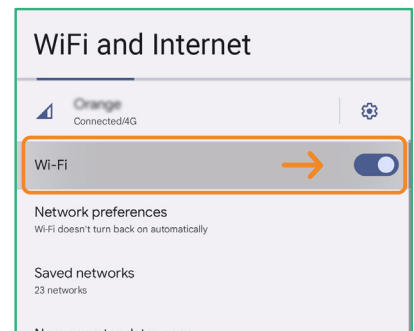 WiFi and Internet
Orange
Connected/4G
Wi-Fi
Network preferences
Wi-Fi doesn't turn back on automatically
Saved networks
23 networks